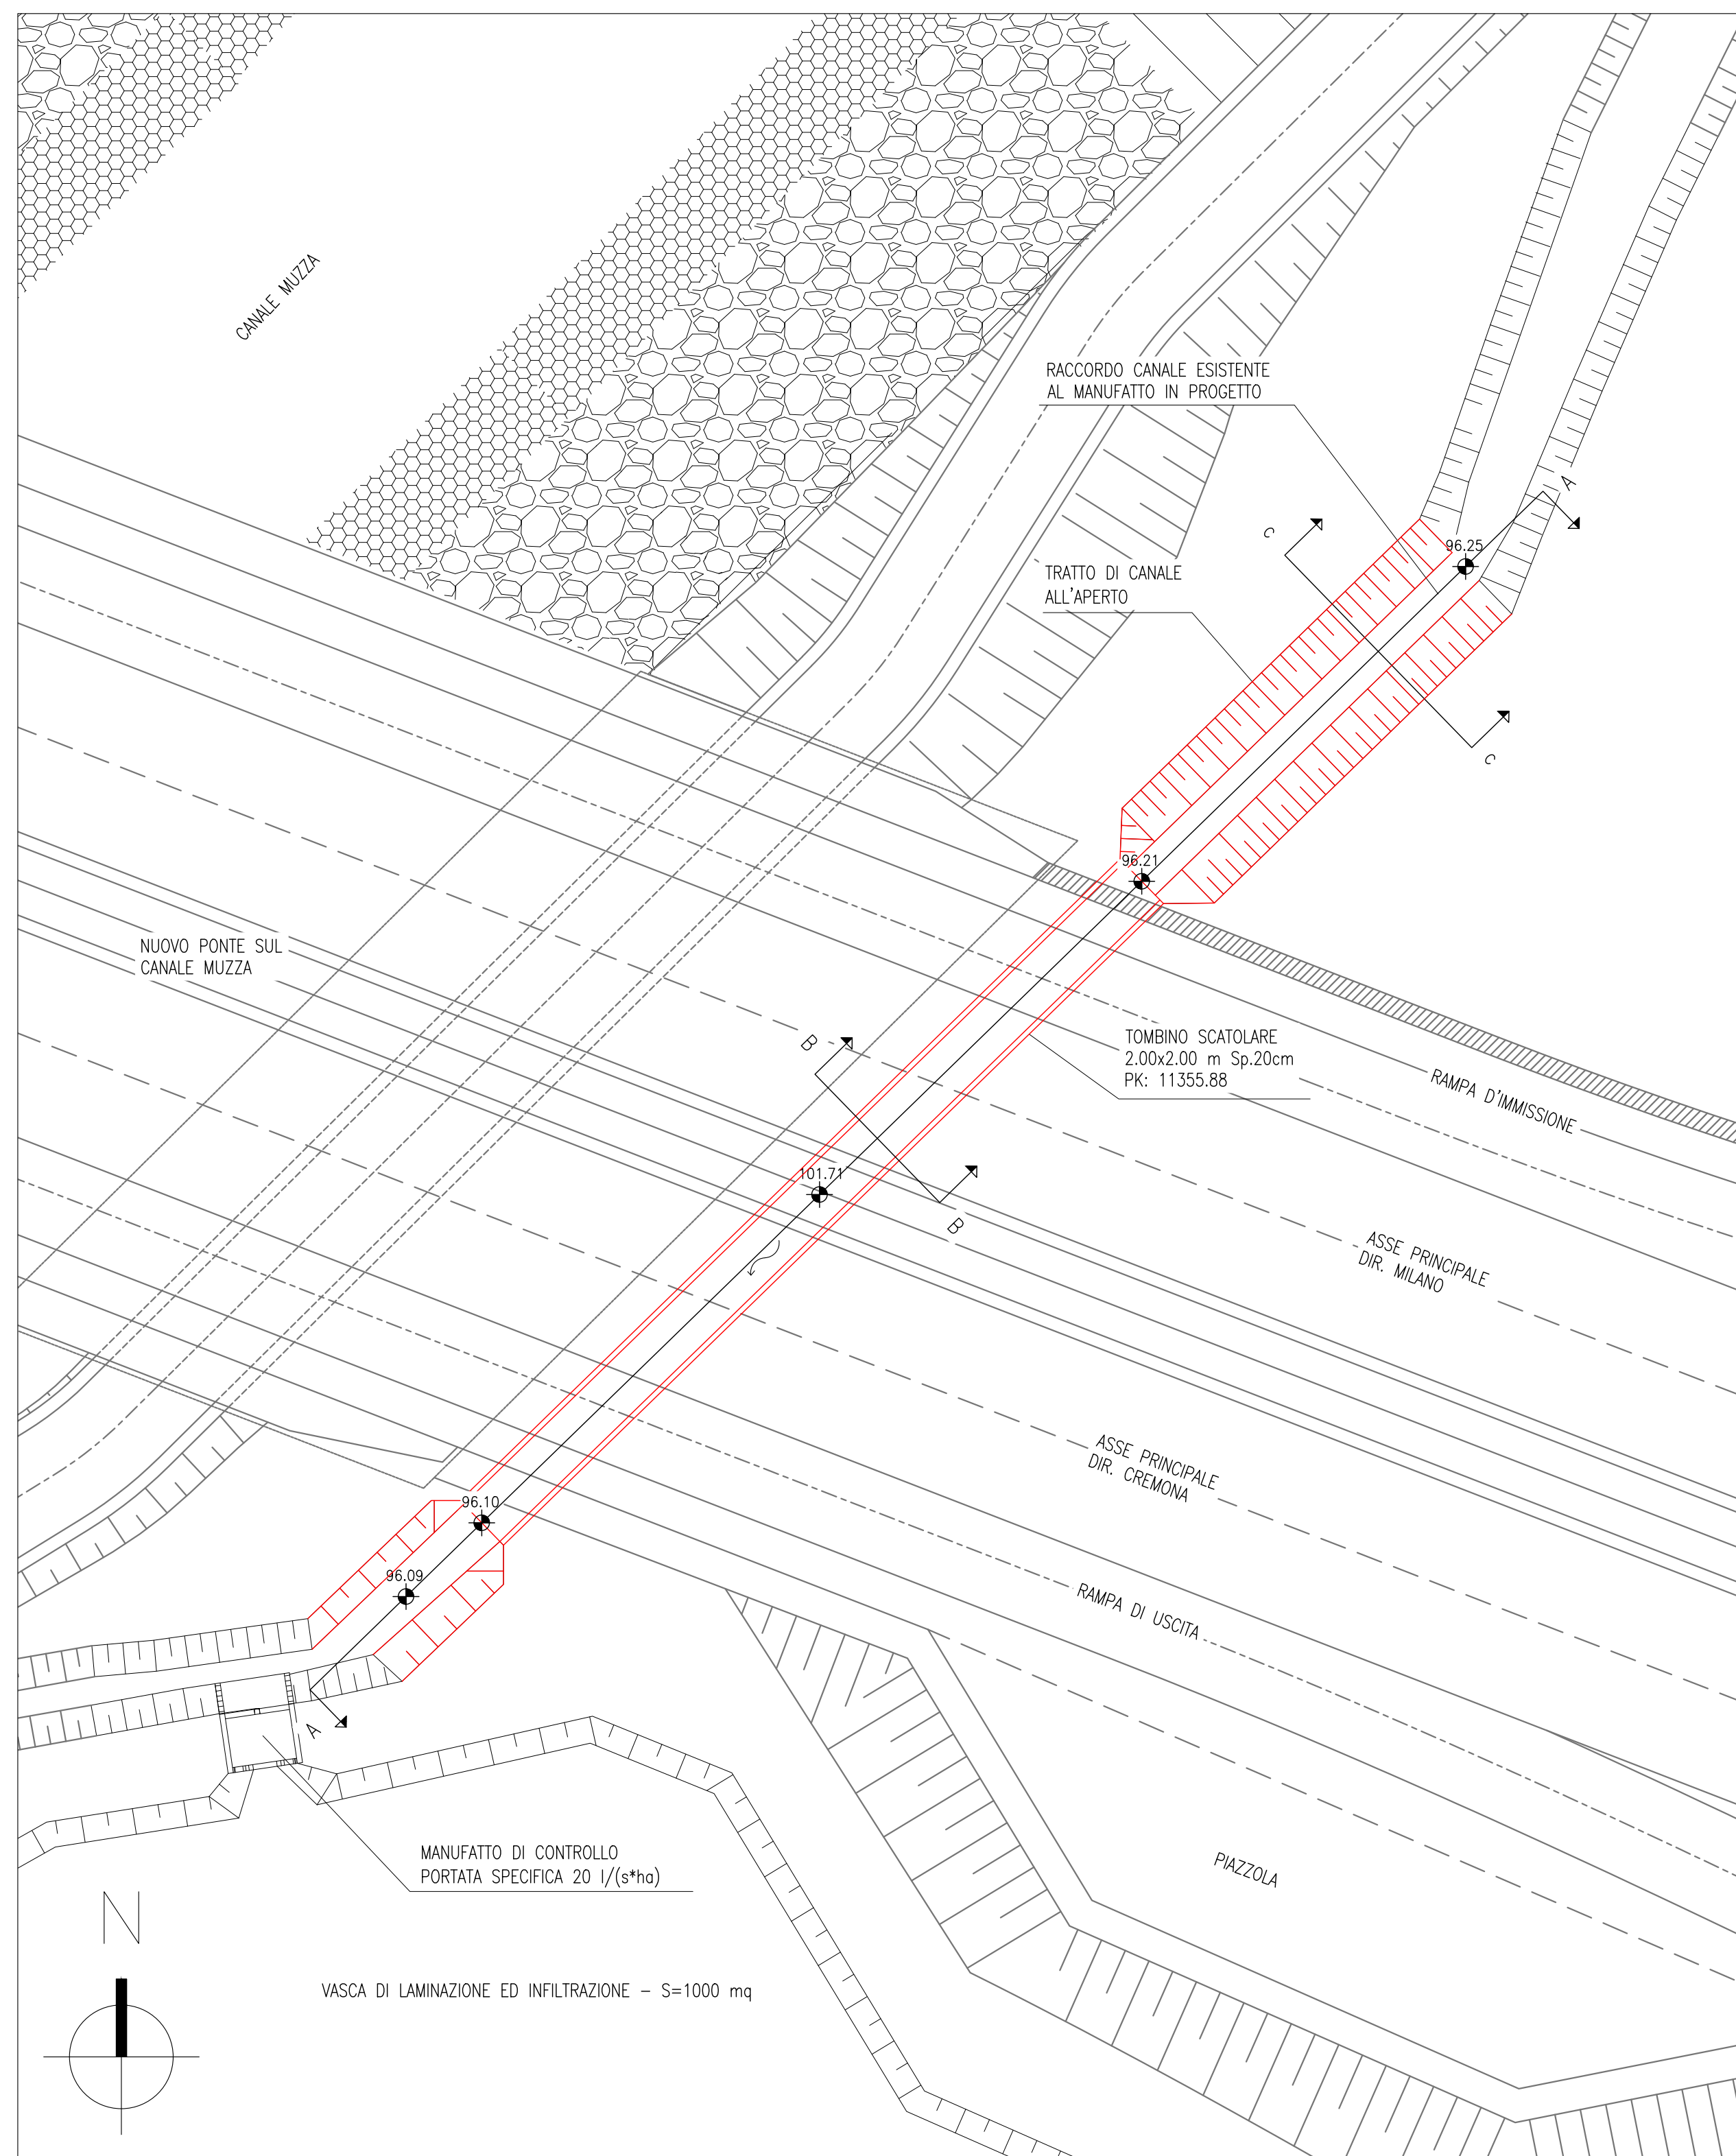 CANALE MUZZA
RACCORDO CANALE ESISTENTE
AL MANUFATTO IN PROGETTO
A
C
96.25
TRATTO DI CANALE
ALL'APERTO
C
96.21
NUOVO PONTE SUL
CANALE MUZZA
B
TOMBINO SCATOLARE
2.00x2.00 m Sp.20cm
PK: 11355.88
RAMPA D'IMMISSIONE
101.71
B
ASSE PRINCIPALE
DIR. MILANO
ASSE PRINCIPALE
DIR. CREMONA
96.10
96.09
RAMPA DI USCITA
A
MANUFATTO DI CONTROLLO
PORTATA SPECIFICA 20 l/(s*ha)
PIAZZOLA
N
VASCA DI LAMINAZIONE ED INFILTRAZIONE – S=1000 mq